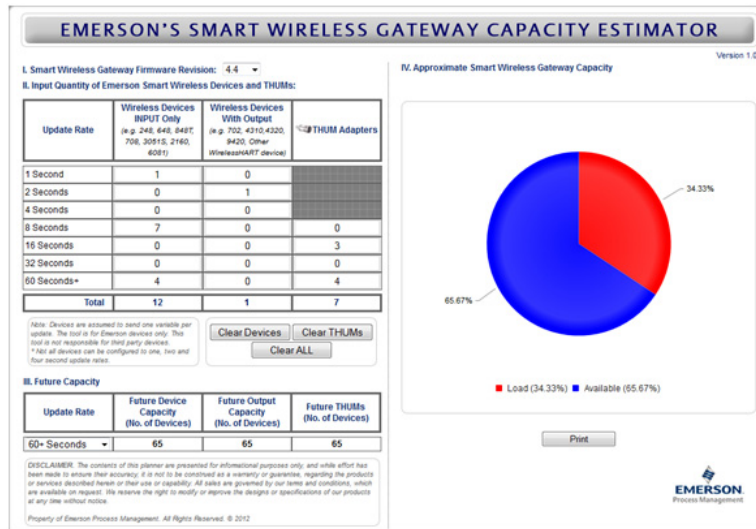 EMERSON'S SMART WIRELESS GATEWAY CAPACITY ESTIMATOR
Version 1.0
I. Smart Wireless Gateway Firmware Revision: 4.4
II. Input Quantity of Emerson Smart Wireless Devices and THUMs:
Update Rate
Wireless Devices
INPUT Only
(e.g. 248, 648, 848T,
708, 3051S, 2160,
6081)
Wireless Devices
With Output
(e.g. 702, 4310,4320,
9420, Other
WirelessHART device)
THUM Adapters
1 Second 1 0
2 Seconds 0 1
4 Seconds 0 0
8 Seconds 7 0 0
16 Seconds 0 0 3
32 Seconds 0 0 0
60 Seconds+ 4 0 4
Total 12 1 7
Note: Devices are assumed to send one variable per
update. The tool is for Emerson devices only. This
tool is not responsible for third party devices.
* Not all devices can be configured to one, two and
four second update rates.
Clear Devices Clear THUMs
Clear ALL
III. Future Capacity
Update Rate
Future Device
Capacity
(No. of Devices)
Future Output
Capacity
(No. of Devices)
Future THUMs
(No. of Devices)
60+ Seconds 65 65 65
DISCLAIMER. The contents of this planner are presented for informational purposes only, and while effort has
been made to ensure their accuracy, it is not to be construed as a warranty or guarantee, regarding the products
or services described herein or their use or capability. All sales are governed by our terms and conditions, which
are available on request. We reserve the right to modify or improve the designs or specifications of our products
at any time without notice.
Property of Emerson Process Management. All Rights Reserved. © 2012
IV. Approximate Smart Wireless Gateway Capacity
34.33%
65.67%
Load (34.33%) Available (65.67%)
Print
EMERSON
Process Management